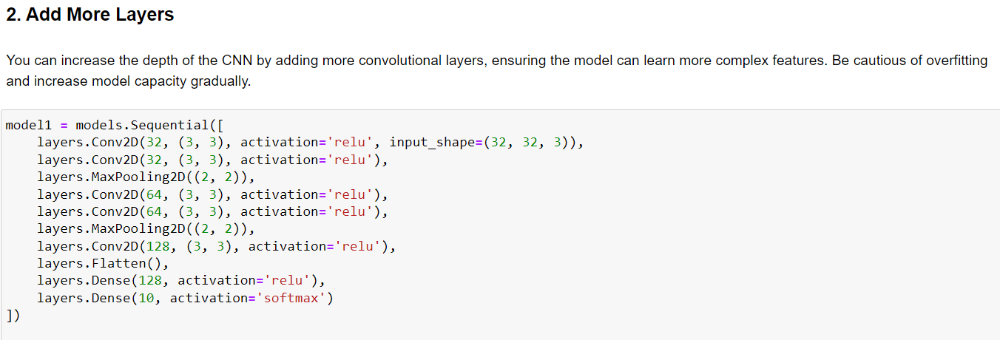 2. Add More Layers
You can increase the depth of the CNN by adding more convolutional layers, ensuring the model can learn more complex features. Be cautious of overfitting
and increase model capacity gradually.
model1 = models.Sequential([
    layers.Conv2D(32, (3, 3), activation='relu', input_shape=(32, 32, 3)),
    layers.Conv2D(32, (3, 3), activation='relu'),
    layers.MaxPooling2D((2, 2)),
    layers.Conv2D(64, (3, 3), activation='relu'),
    layers.Conv2D(64, (3, 3), activation='relu'),
    layers.MaxPooling2D((2, 2)),
    layers.Conv2D(128, (3, 3), activation='relu'),
    layers.Flatten(),
    layers.Dense(128, activation='relu'),
    layers.Dense(10, activation='softmax')
])